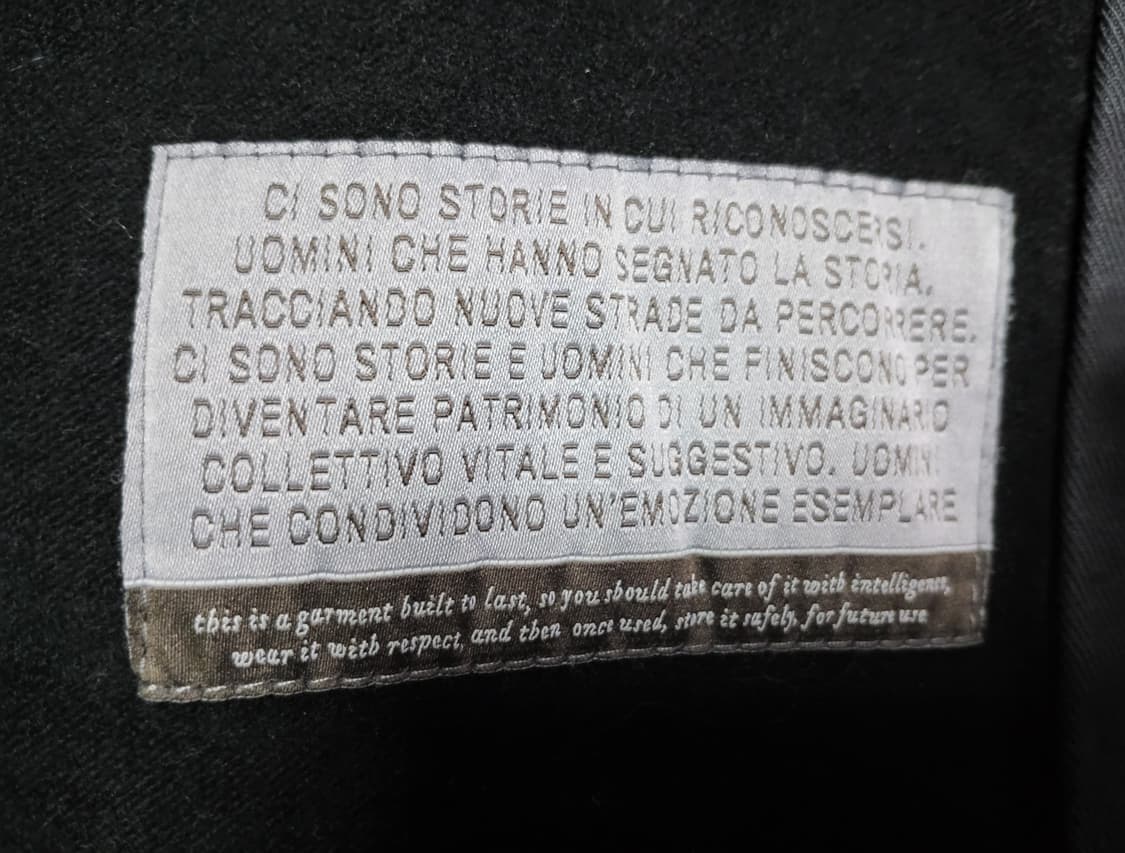 CI SONO STORIE IN CUI RICONOSCERSI.
UOMINI CHE HANNO SEGNATO LA STORIA,
TRACCIANDO NUOVE STRADE DA PERCORRERE.
CI SONO STORIE E UOMINI CHE FINISCONO PER
DIVENTARE PATRIMONIO DI UN IMMAGINARIO
COLLETTIVO VITALE E SUGGESTIVO. UOMINI
CHE CONDIVIDONO UN'EMOZIONE ESEMPLARE
this is a garment built to last, so you should take care of it with intelligence,
wear it with respect, and then once used, store it safely, for future use